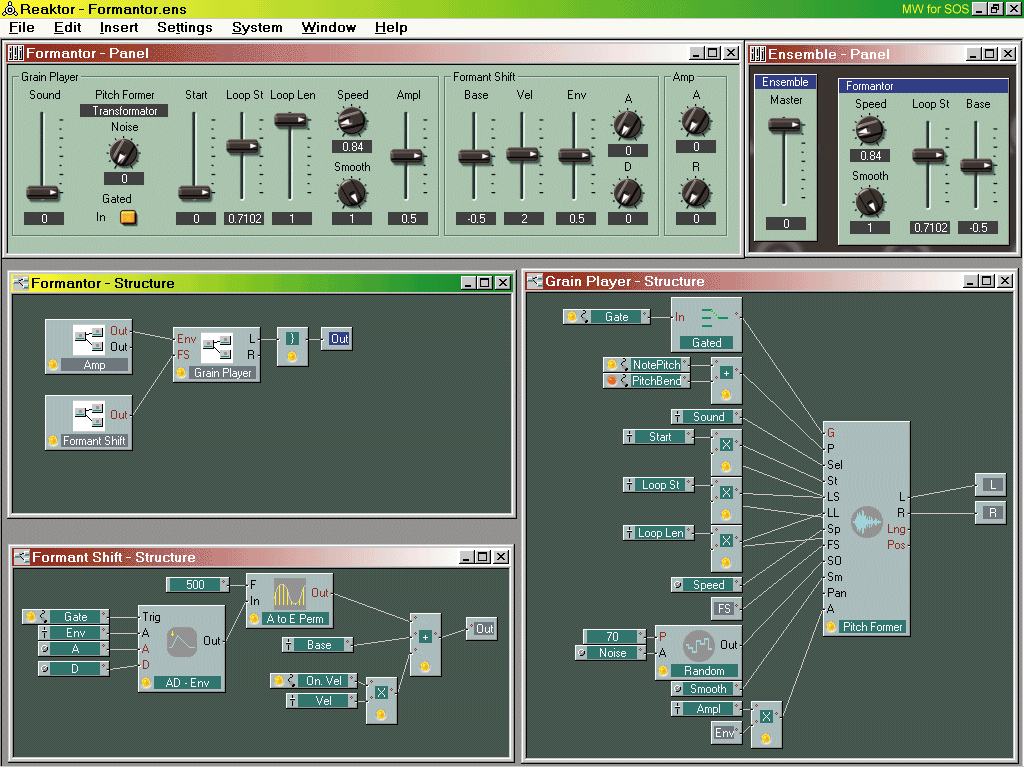 Reaktor - Formantor.ens
MW for SOS
File Edit Insert Settings System Window Help
Formantor - Panel
Grain Player
Sound
Pitch Former
Transformator
Noise
0
Gated
In
0
Start
0
Loop St
0.7102
Loop Len
1
Speed
0.84
Smooth
1
Ampl
0.5
Formant Shift
Base
-0.5
Vel
2
Env
0.5
A
0
D
0
Amp
A
0
R
0
Ensemble - Panel
Ensemble
Master
0
Formantor
Speed
0.84
Smooth
1
Loop St
0.7102
Base
-0.5
Formantor - Structure
Out
Out
Amp
Out
Formant Shift
Env
FS
L
R
Grain Player
}
Out
Formant Shift - Structure
500
Gate
Env
A
D
Trig
A
A
D
Out
AD - Env
F
In
Out
A to E Perm
Base
On. Vel
Vel
X
+
Out
Grain Player - Structure
Gate
In
Gated
NotePitch
PitchBend
+
Sound
Start
X
Loop St
X
Loop Len
X
Speed
FS
70
Noise
P
A
Out
Random
Smooth
Ampl
Env
X
G
P
Sel
St
LS
LL
Sp
FS
SO
Sm
Pan
A
L
R
Lng
Pos
Pitch Former
L
R